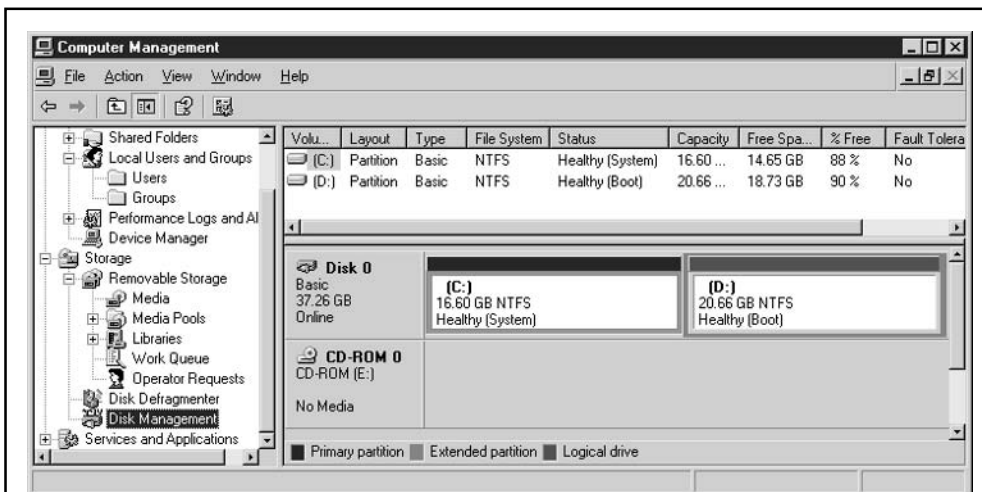 Computer Management
File Action View Window Help
Shared Folders
Local Users and Groups
Users
Groups
Performance Logs and Al
Device Manager
Storage
Removable Storage
Media
Media Pools
Libraries
Work Queue
Operator Requests
Disk Defragmenter
Disk Management
Services and Applications
Volu... Layout Type File System Status Capacity Free Spa... % Free Fault Tolera
(C:) Partition Basic NTFS Healthy (System) 16.60 ... 14.65 GB 88 % No
(D:) Partition Basic NTFS Healthy (Boot) 20.66 ... 18.73 GB 90 % No
Disk 0
Basic
37.26 GB
Online
(C:)
16.60 GB NTFS
Healthy (System)
(D:)
20.66 GB NTFS
Healthy (Boot)
CD-ROM 0
CD-ROM (E:)
No Media
Primary partition Extended partition Logical drive